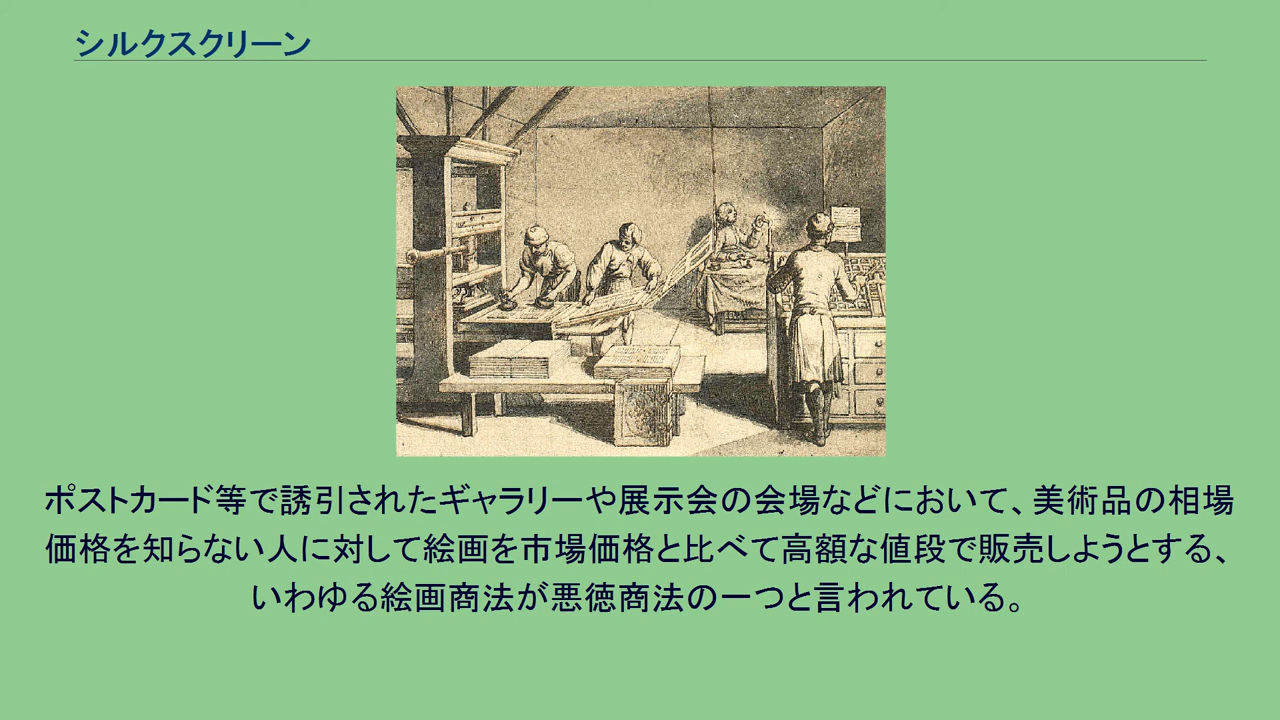 シルクスクリーン
ポストカード等で誘引されたギャラリーや展示会の会場などにおいて、美術品の相場
価格を知らない人に対して絵画を市場価格と比べて高額な値段で販売しようとする、
いわゆる絵画商法が悪徳商法の一つと言われている。